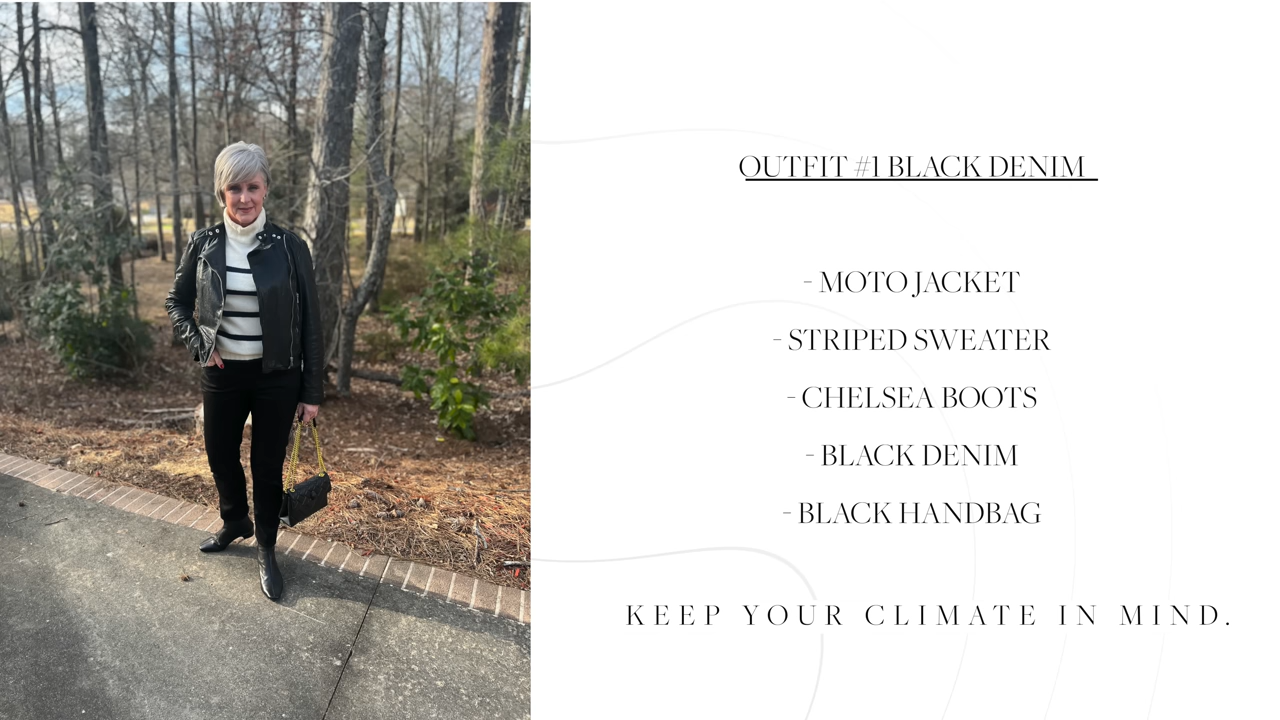 OUTFIT #1 BLACK DENIM
- MOTO JACKET
- STRIPED SWEATER
- CHELSEA BOOTS
- BLACK DENIM
- BLACK HANDBAG
KEEP YOUR CLIMATE IN MIND.